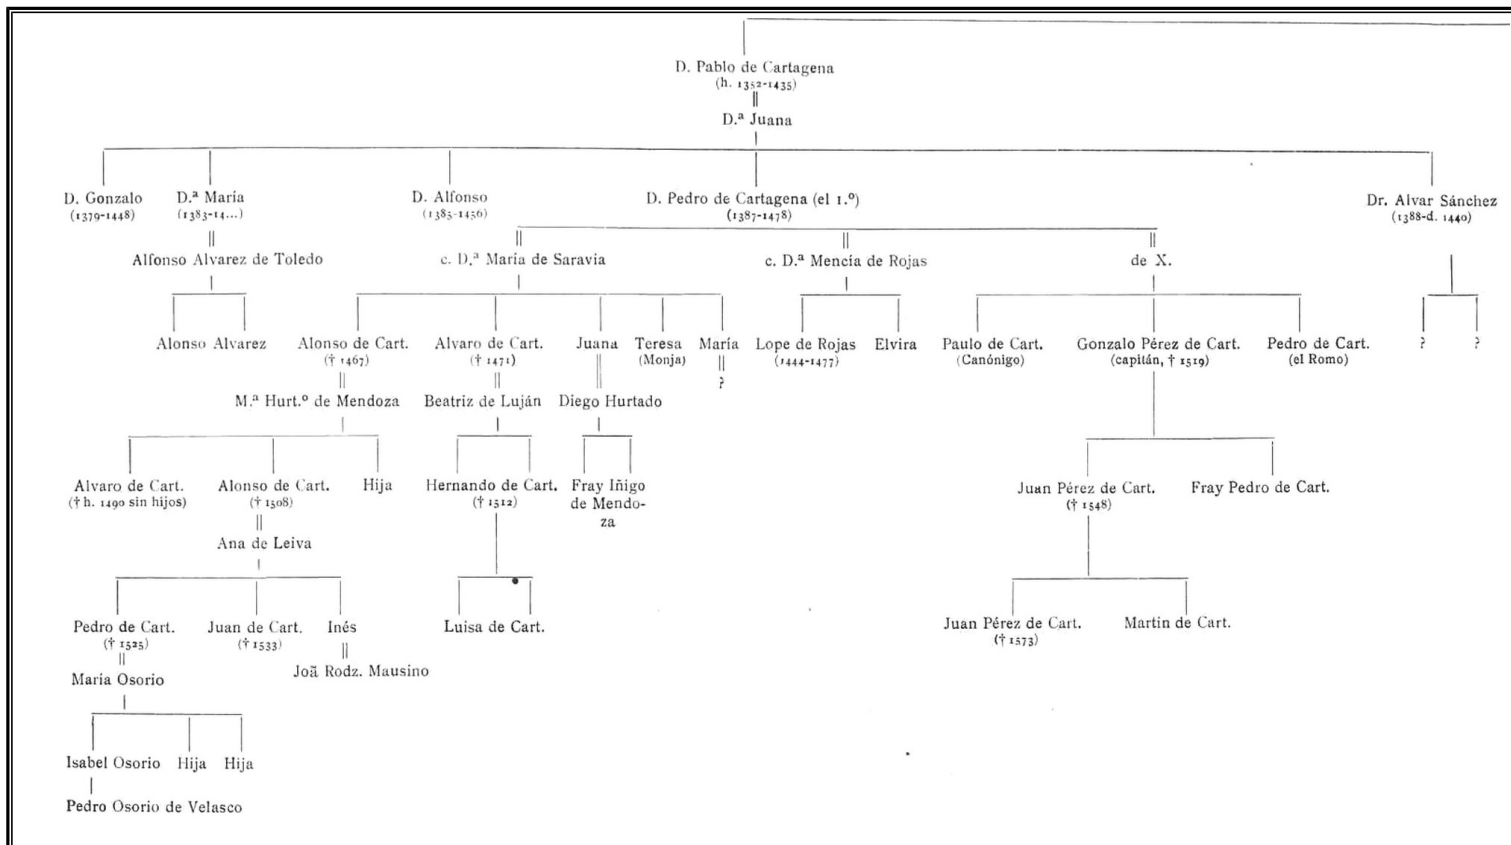 D. Pablo de Cartagena
(h. 1352-1435)
D.ª Juana
D. Gonzalo
(1379-1448)
D.ª María
(1383-14...)
D. Alfonso
(1385-1456)
D. Pedro de Cartagena (el 1.º)
(1387-1478)
Dr. Alvar Sánchez
(1388-d. 1440)
Alfonso Alvarez de Toledo
c. D.ª María de Saravia
c. D.ª Mencía de Rojas
de X.
Alonso Alvarez
Alonso de Cart.
(† 1467)
Alvaro de Cart.
(† 1471)
Juana
Teresa
(Monja)
María
?
Lope de Rojas
(1444-1477)
Elvira
Paulo de Cart.
(Canónigo)
Gonzalo Pérez de Cart.
(capitán, † 1519)
Pedro de Cart.
(el Romo)
?
?
M.ª Hurt.º de Mendoza
Beatriz de Luján
Diego Hurtado
Alvaro de Cart.
(† h. 1490 sin hijos)
Alonso de Cart.
(† 1508)
Hija
Hernando de Cart.
(† 1512)
Fray Iñigo
de Mendo-
za
Juan Pérez de Cart.
(† 1548)
Fray Pedro de Cart.
Ana de Leiva
Pedro de Cart.
(† 1525)
Juan de Cart.
(† 1533)
Inés
Luisa de Cart.
Juan Pérez de Cart.
(† 1573)
Martin de Cart.
María Osorio
Joã Rodz. Mausino
Isabel Osorio
Hija
Hija
Pedro Osorio de Velasco